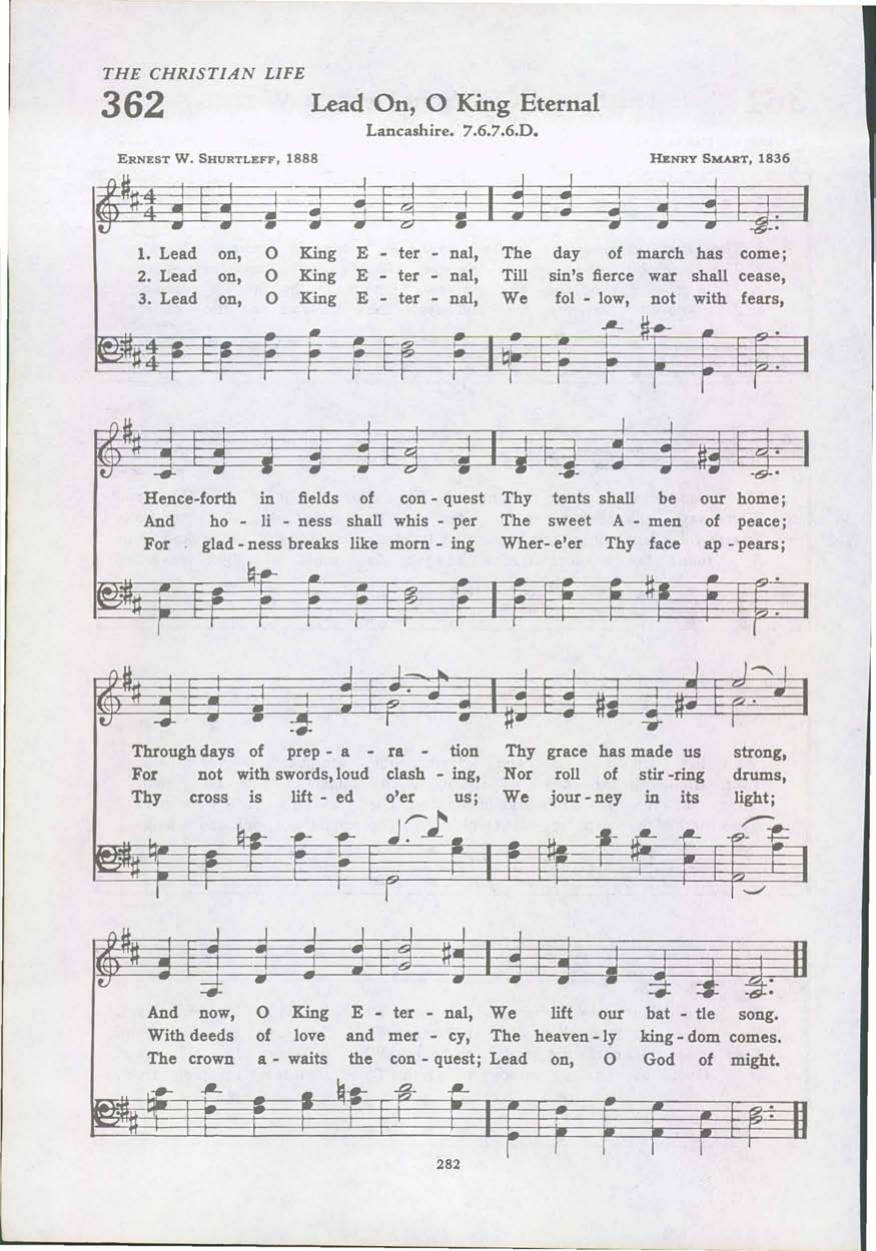 THE CHRISTIAN LIFE
362 Lead On, O King Eternal
Lancashire. 7.6.7.6.D.
ERNEST W. SHURTLEFF, 1888 HENRY SMART, 1836
1. Lead on, O King E - ter - nal, The day of march has come;
2. Lead on, O King E - ter - nal, Till sin's fierce war shall cease,
3. Lead on, O King E - ter - nal, We fol - low, not with fears,
Hence-forth in fields of con - quest Thy tents shall be our home;
And ho - li - ness shall whis - per The sweet A - men of peace;
For glad - ness breaks like morn - ing Wher - e'er Thy face ap - pears;
Through days of prep - a - ra - tion Thy grace has made us strong,
For not with swords, loud clash - ing, Nor roll of stir - ring drums,
Thy cross is lift - ed o'er us; We jour - ney in its light;
And now, O King E - ter - nal, We lift our bat - tle song.
With deeds of love and mer - cy, The heaven - ly king - dom comes.
The crown a - waits the con - quest; Lead on, O God of might.
282